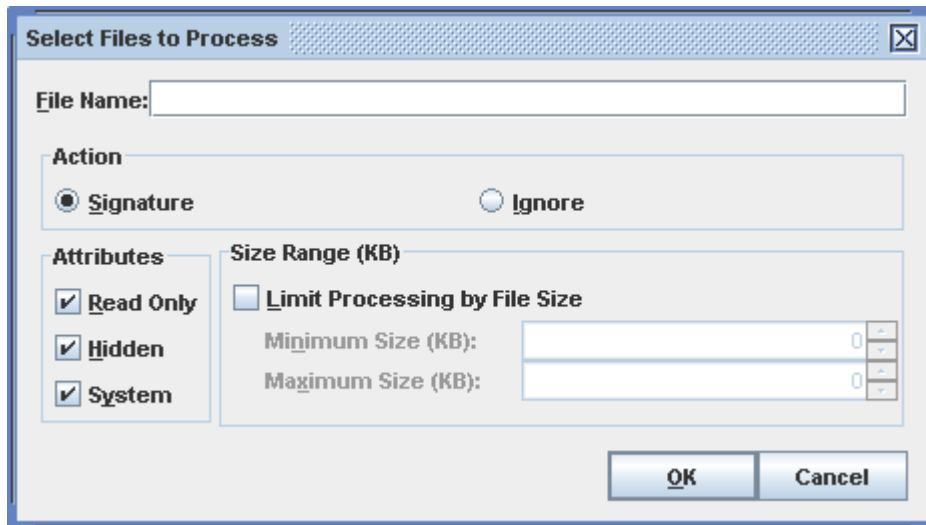 Select Files to Process
File Name:
Action
Signature
Ignore
Attributes
Read Only
Hidden
System
Size Range (KB)
Limit Processing by File Size
Minimum Size (KB): 0
Maximum Size (KB): 0
OK
Cancel